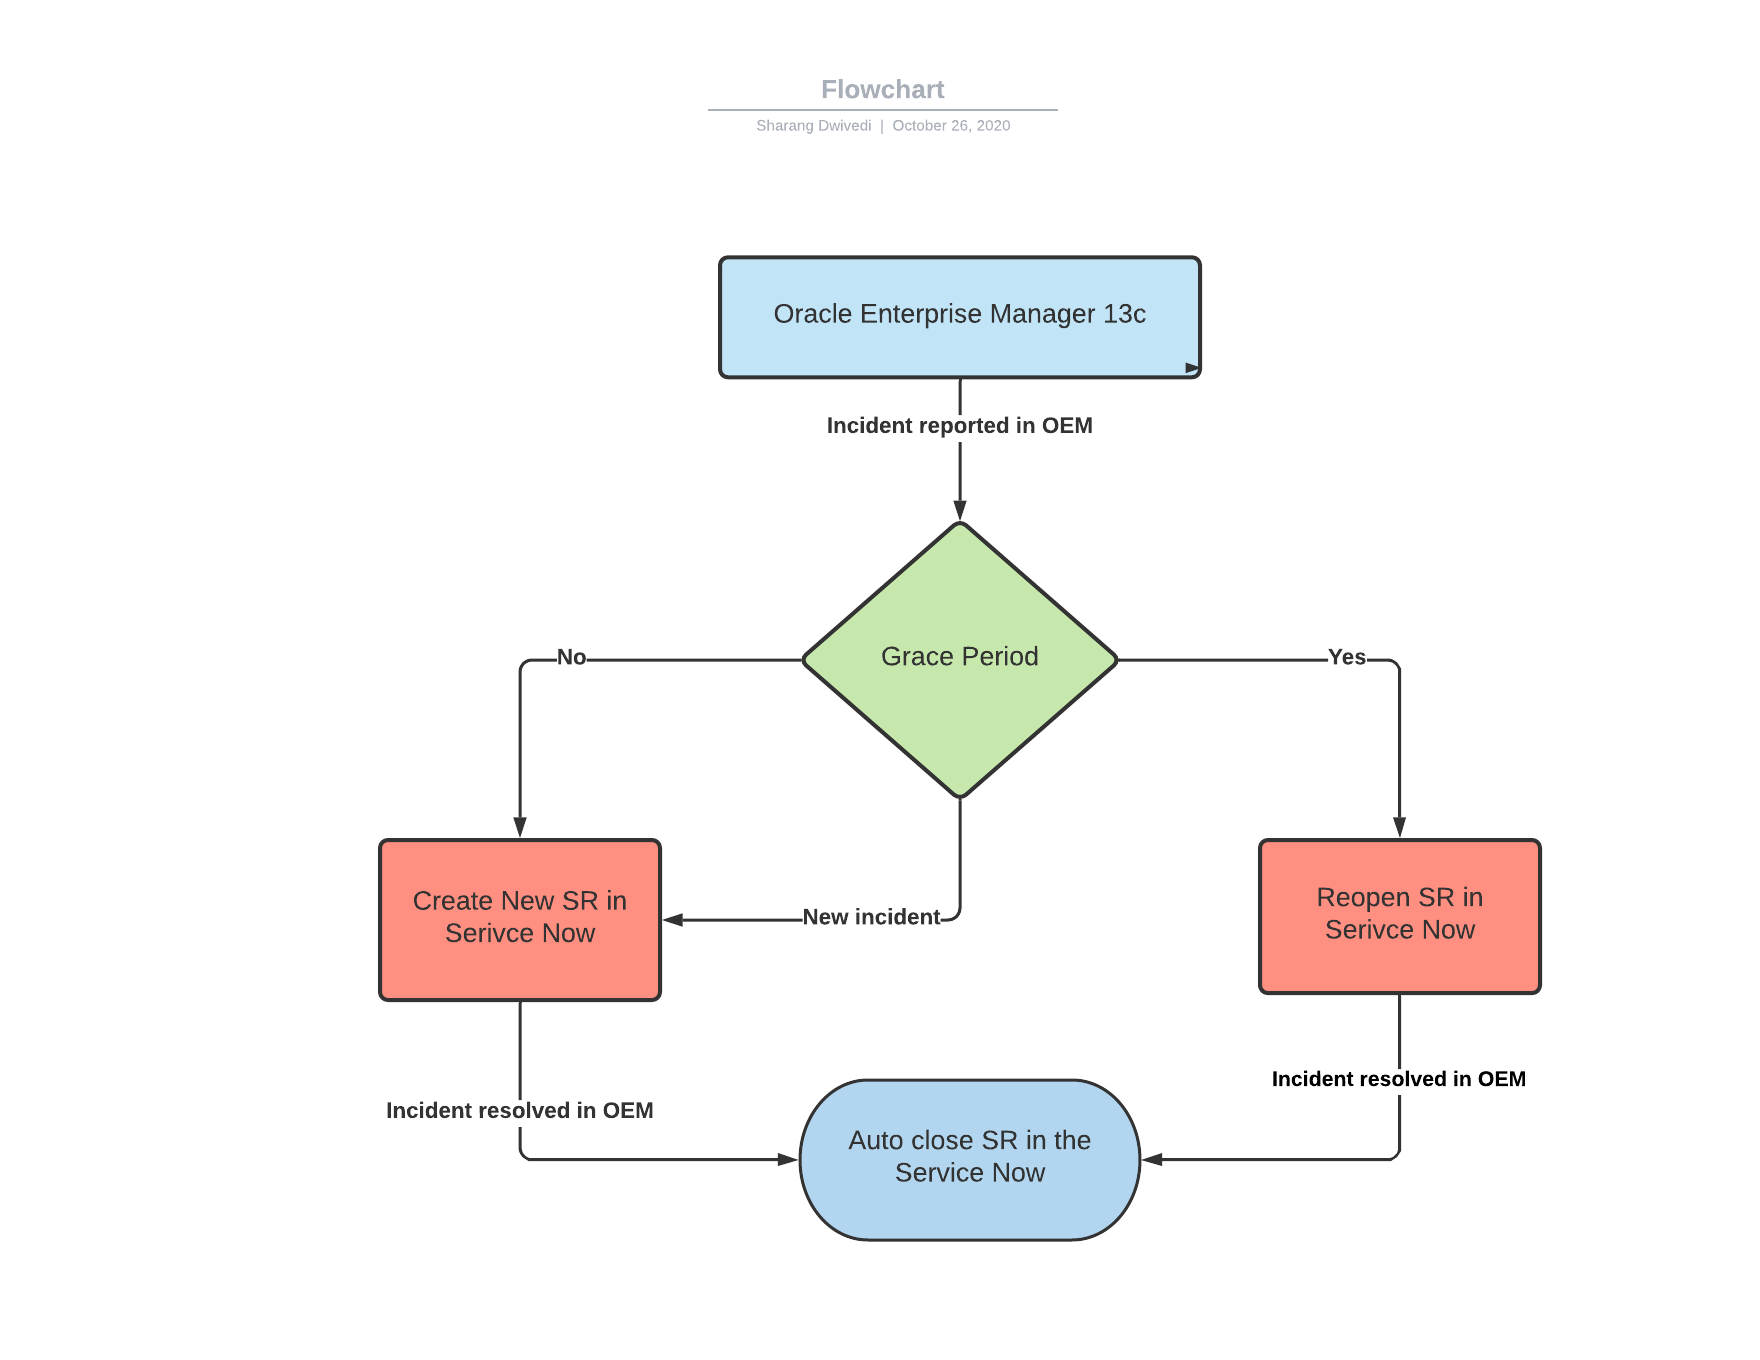 Flowchart
Sharang Dwivedi | October 26, 2020
Oracle Enterprise Manager 13c
Incident reported in OEM
Grace Period
No
Yes
Create New SR in
Serivce Now
New incident
Reopen SR in
Serivce Now
Incident resolved in OEM
Incident resolved in OEM
Auto close SR in the
Service Now